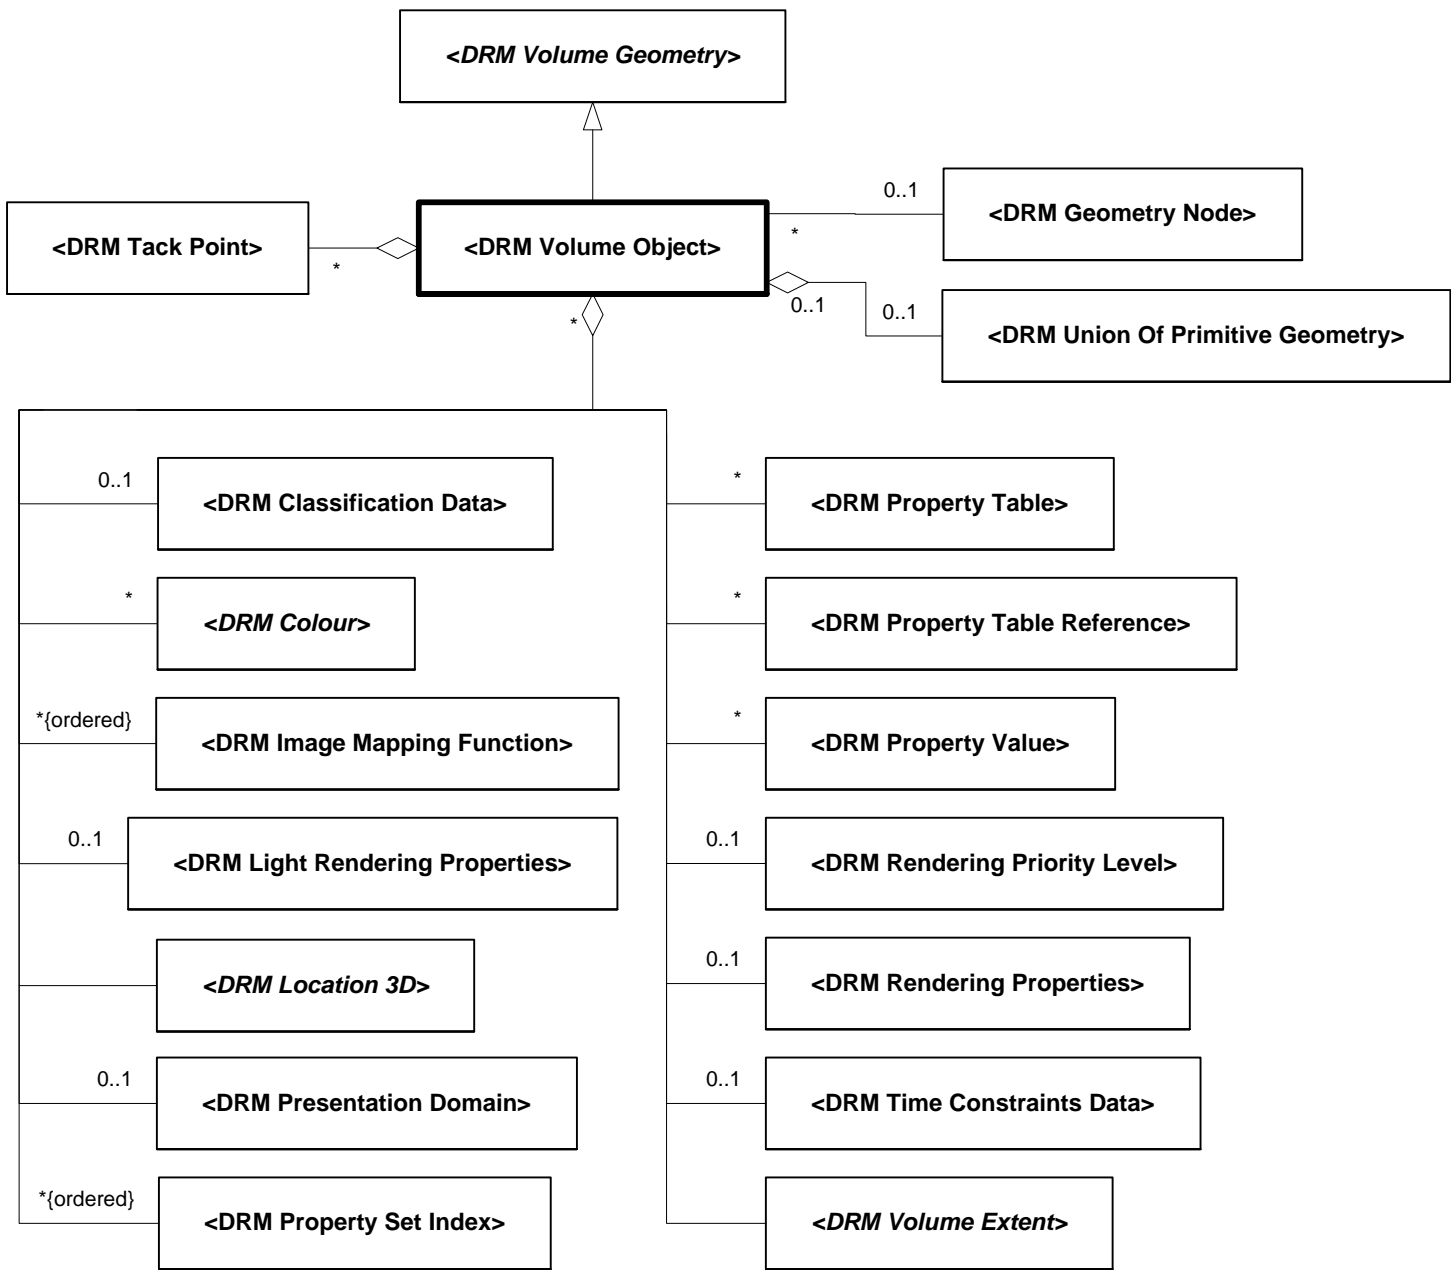 <DRM Volume Geometry>
0..1
<DRM Geometry Node>
*
<DRM Tack Point>
*
<DRM Volume Object>
0..1
0..1
<DRM Union Of Primitive Geometry>
*
0..1
<DRM Classification Data>
*
<DRM Property Table>
*
<DRM Colour>
*
<DRM Property Table Reference>
*{ordered}
<DRM Image Mapping Function>
*
<DRM Property Value>
0..1
<DRM Light Rendering Properties>
0..1
<DRM Rendering Priority Level>
<DRM Location 3D>
0..1
<DRM Rendering Properties>
0..1
<DRM Presentation Domain>
0..1
<DRM Time Constraints Data>
*{ordered}
<DRM Property Set Index>
<DRM Volume Extent>